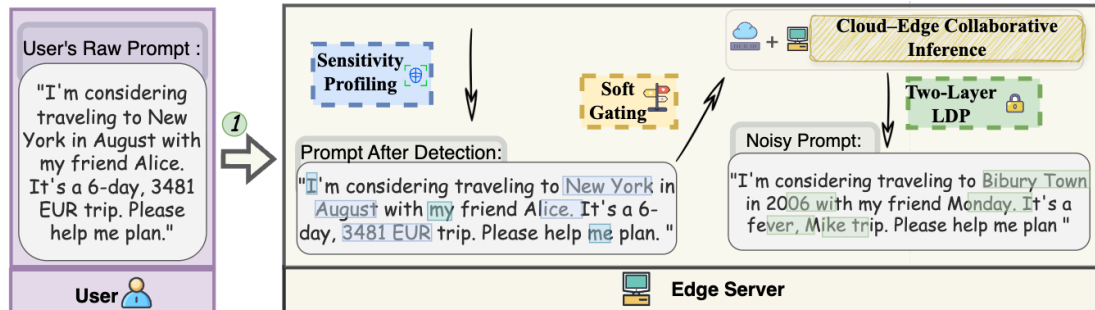 User's Raw Prompt :
"I'm considering
traveling to New
York in August with
my friend Alice.
It's a 6-day, 3481
EUR trip. Please
help me plan."
User
1
Sensitivity
Profiling
Prompt After Detection:
"I'm considering traveling to New York in
August with my friend Alice. It's a 6-
day, 3481 EUR trip. Please help me plan. "
Soft
Gating
+
Cloud–Edge Collaborative
Inference
Two-Layer
LDP
Noisy Prompt:
"I'm considering traveling to Bibury Town
in 2006 with my friend Monday. It's a
fever, Mike trip. Please help me plan "
Edge Server